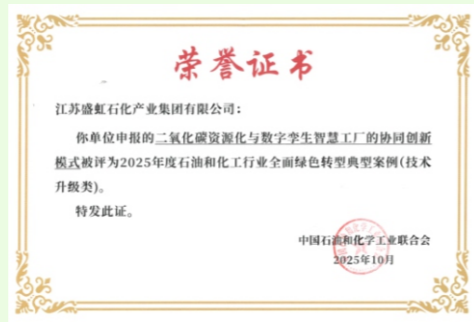 荣誉证书
江苏盛虹石化产业集团有限公司：
你单位申报的二氧化碳资源化与数字孪生智慧工厂的协同创新
模式被评为2025年度石油和化工行业全面绿色转型典型案例(技术
升级类)。
特发此证。
中国石油和化学工业联合会
2025年10月